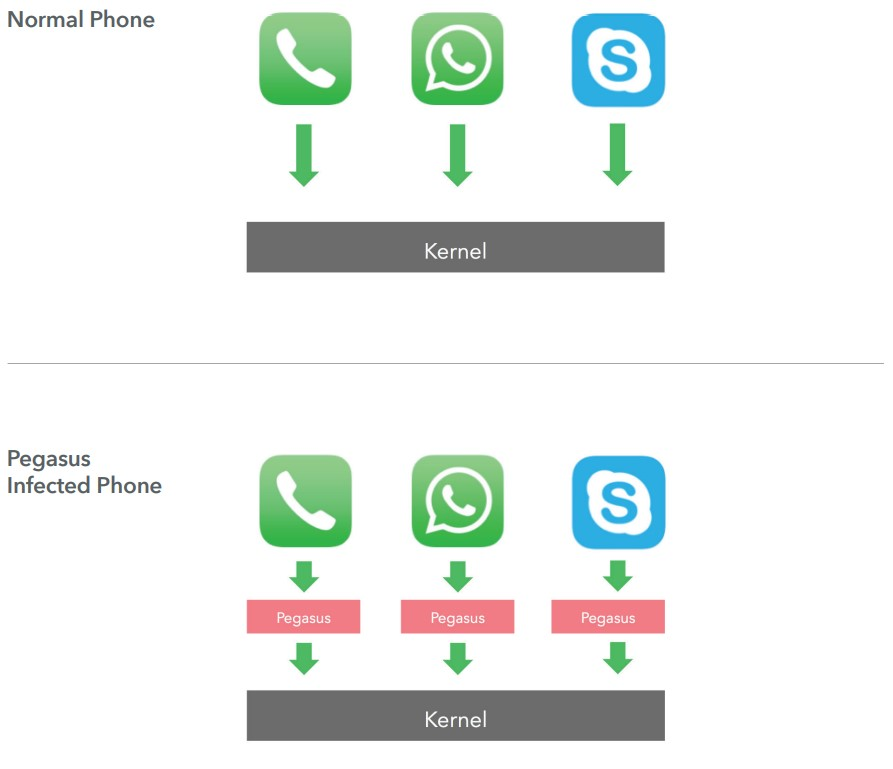 Normal Phone
S
Kernel
Pegasus
Infected Phone
S
Pegasus
Pegasus
Pegasus
Kernel